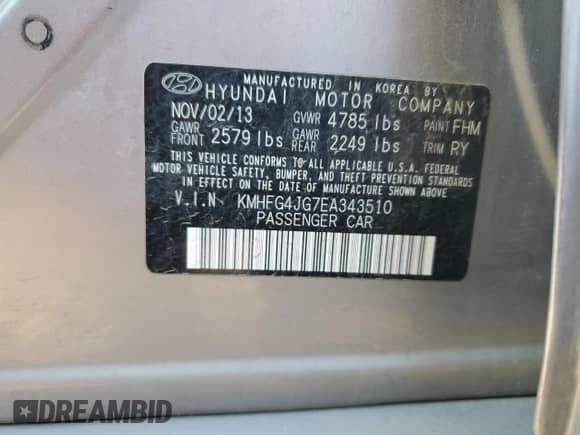 MANUFACTURED IN KOREA BY
HYUNDAI MOTOR COMPANY
NOV/02/13 GVWR 4785 lbs PAINT FHM
GAWR FRONT 2579 lbs GAWR REAR 2249 lbs TRIM RY
THIS VEHICLE CONFORMS TO ALL APPLICABLE U.S.A. FEDERAL
MOTOR VEHICLE SAFETY, BUMPER, AND THEFT PREVENTION STANDARDS
IN EFFECT ON THE DATE OF MANUFACTURE SHOWN ABOVE
V.I.N KMHFG4JG7EA343510
PASSENGER CAR
DREAMBID